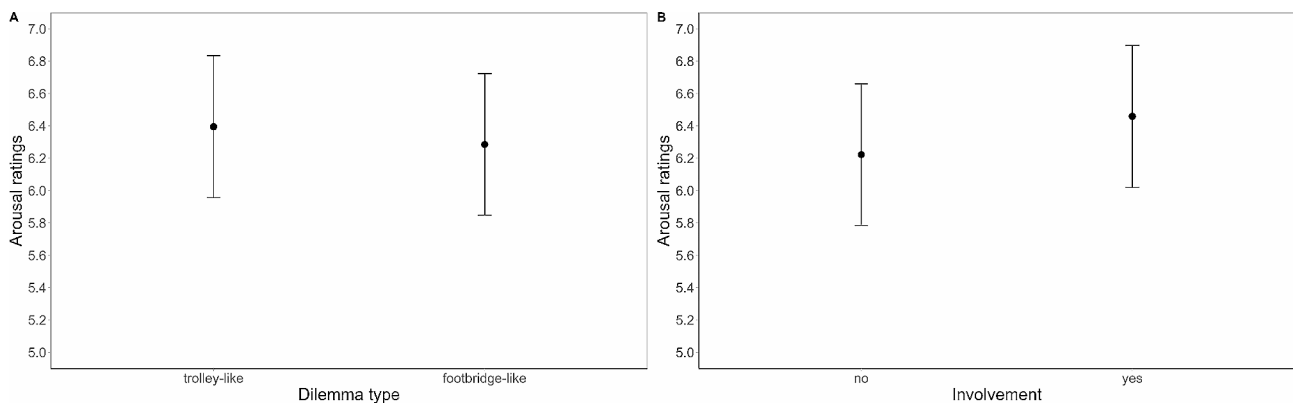 A
7.0
6.8
6.6
6.4
6.2
6.0
5.8
5.6
5.4
5.2
5.0
Arousal ratings
trolley-like footbridge-like
Dilemma type
B
7.0
6.8
6.6
6.4
6.2
6.0
5.8
5.6
5.4
5.2
5.0
Arousal ratings
no yes
Involvement